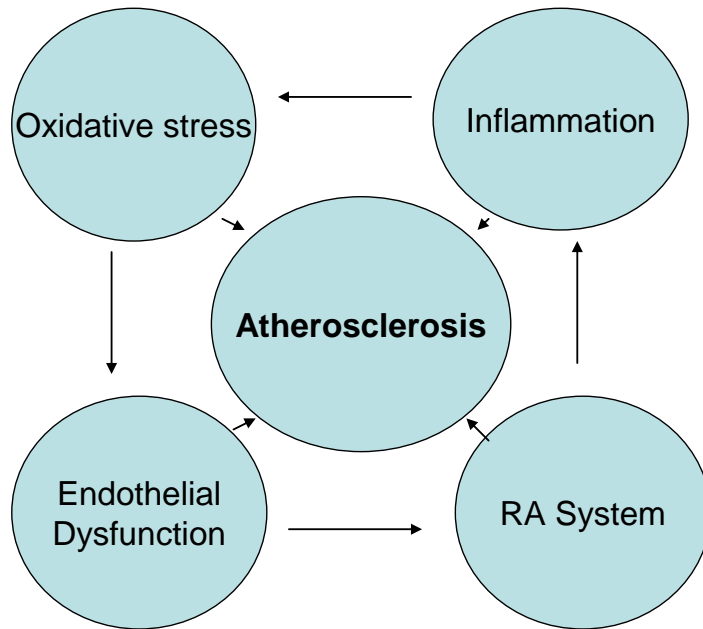 Oxidative stress
Inflammation
Atherosclerosis
Endothelial
Dysfunction
RA System